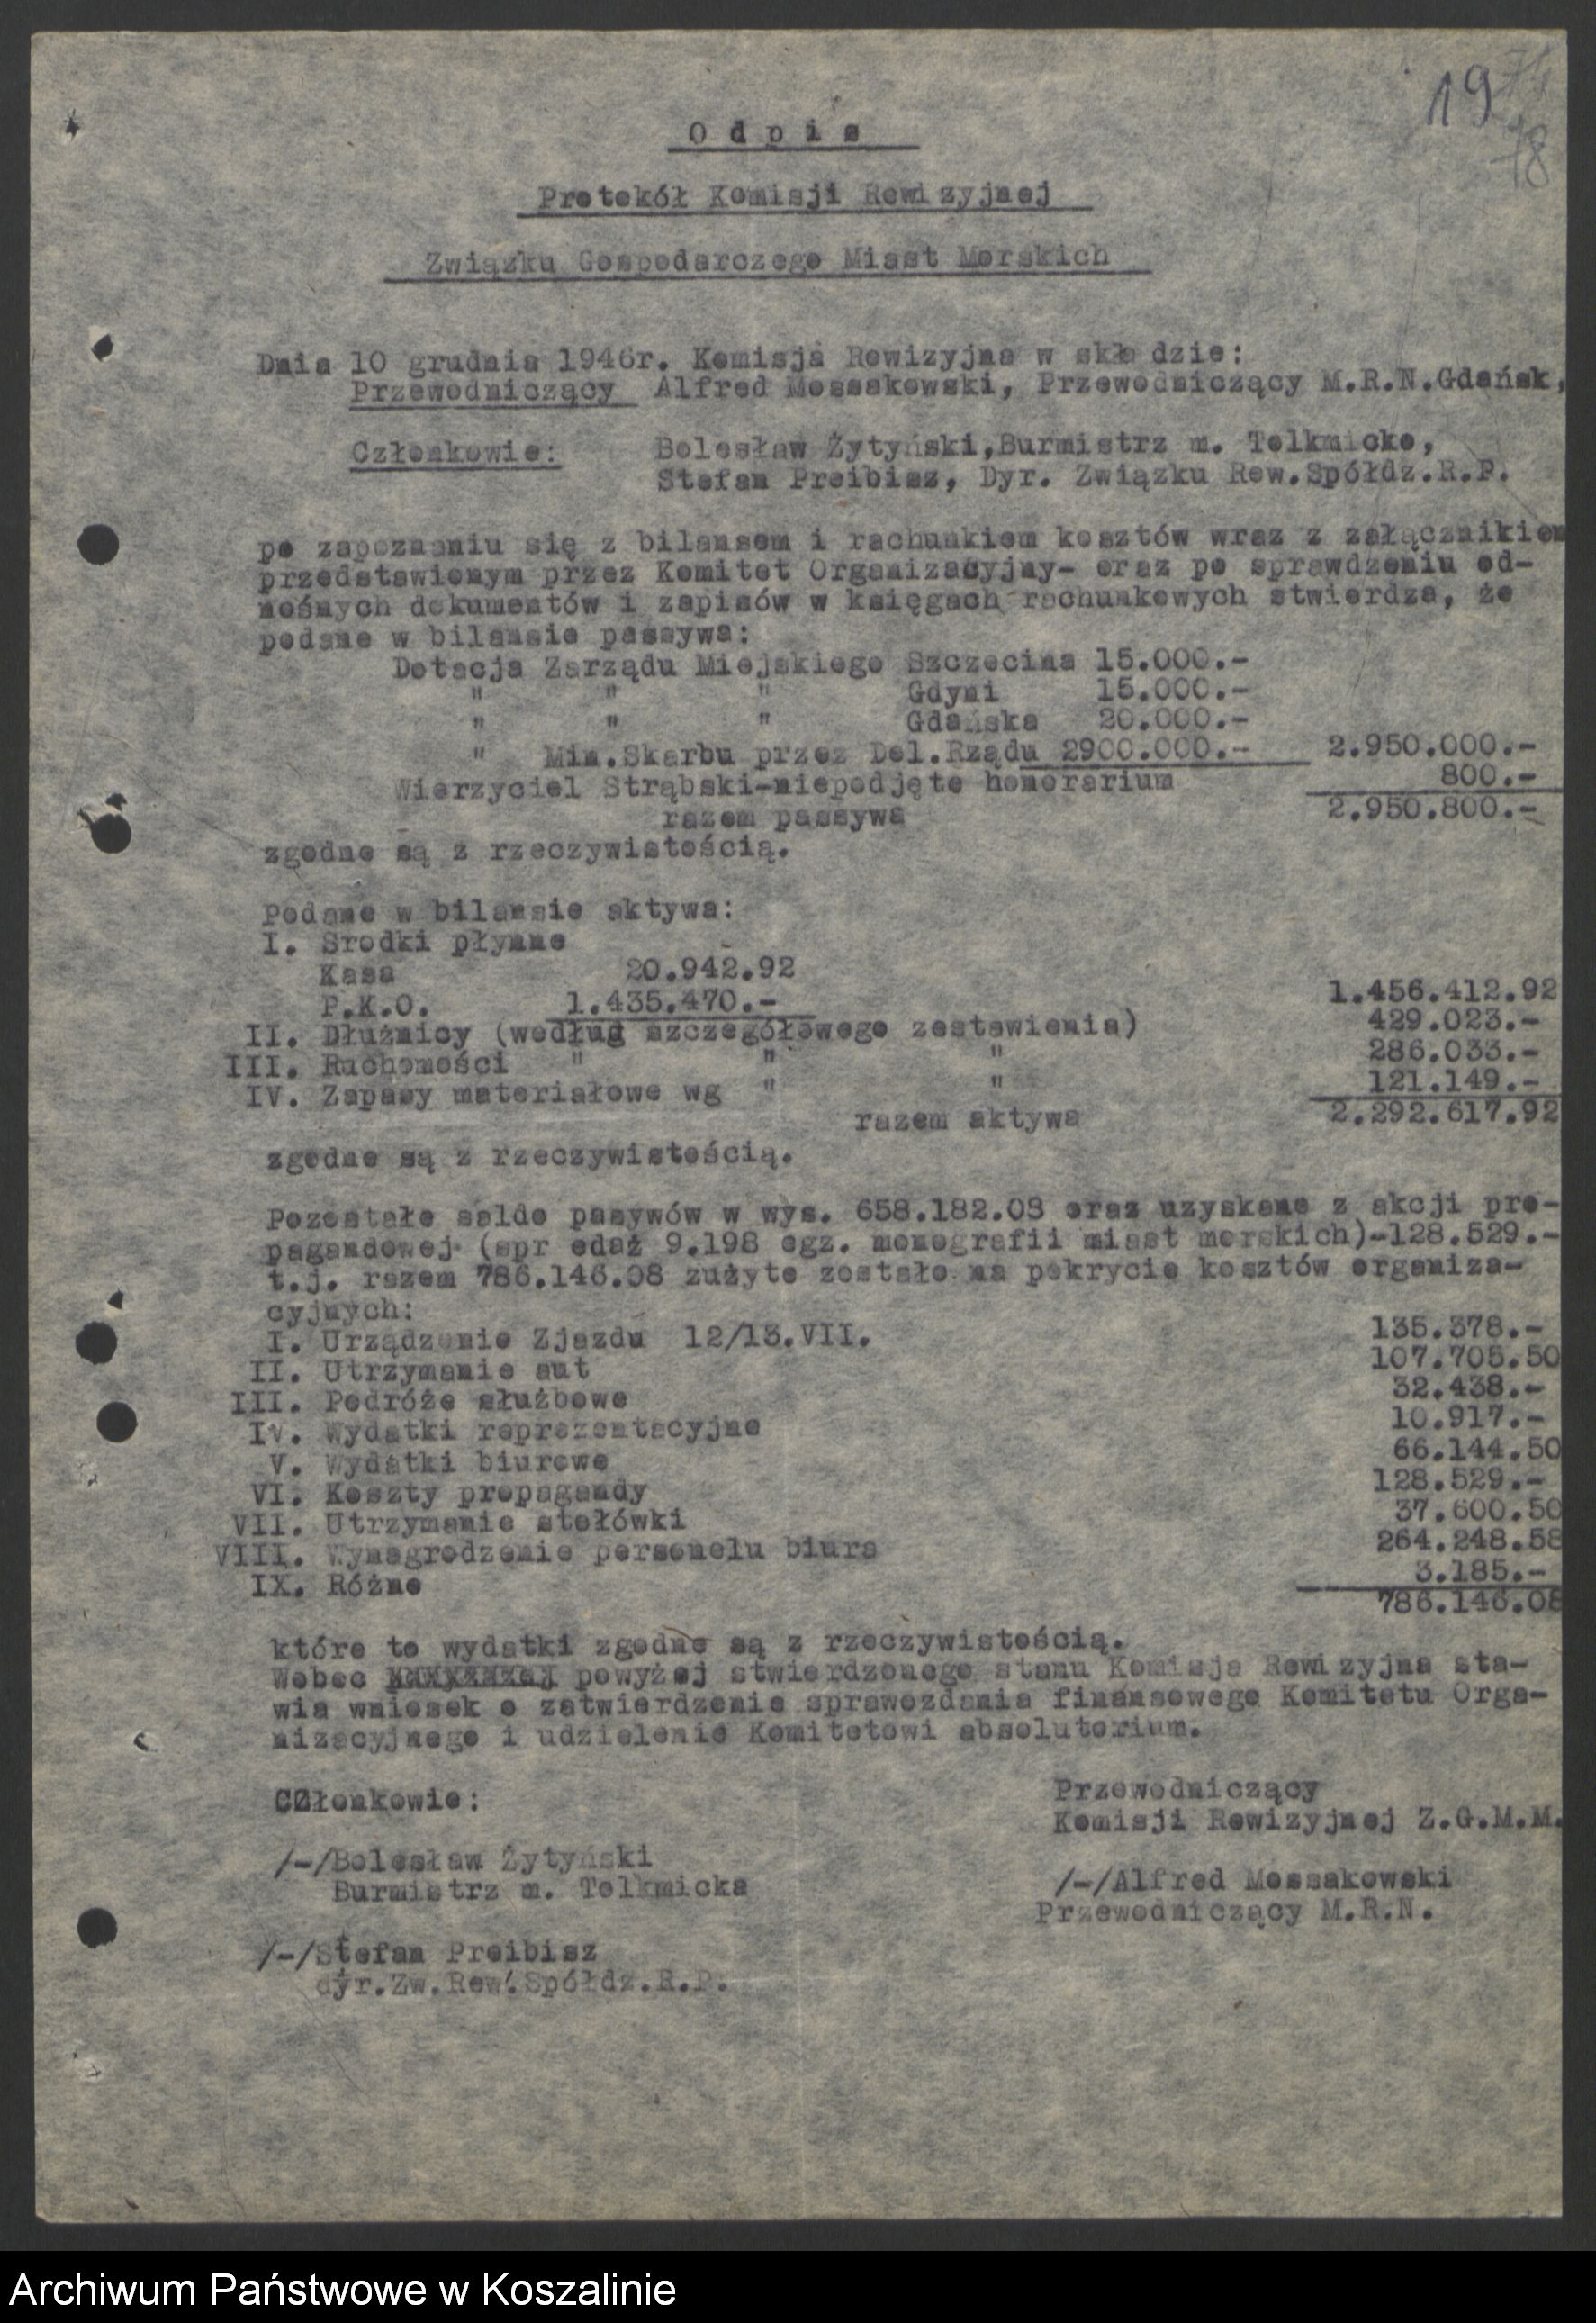 19
18
O d p i s
Protokół Komisji Rewizyjnej
Związku Gospodarczego Miast Morskich
Dnia 10 grudnia 1946r. Komisja Rewizyjna w skła dzie:
Przewodniczący Alfred Mossakowski, Przewodniczący M.R.N.Gdańsk,
Członkowie: Bolesław Żytyński,Burmistrz m. Tolkmicko,
Stefan Preibisz, Dyr. Związku Rew.Spółdz.R.P.
po zapoznaniu się z bilansem i rachunkiem kosztów wraz z załącznikiem
przedstawionym przez Komitet Organizacyjny- oraz po sprawdzeniu od-
nośnych dokumentów i zapisów w księgach rachunkowych stwierdza, że
podane w bilansie passywa:
Dotacja Zarządu Miejskiego Szczecina 15.000.-
" " " Gdyni 15.000.-
" " " Gdańska 20.000.-
" Min.Skarbu przez Del.Rządu 2900.000.- 2.950.000.-
Wierzyciel Strąbski-niepodjęte honorarium 800.-
razem passywa 2.950.800.-
zgodne są z rzeczywistością.
Podane w bilansie aktywa:
I. Srodki płynne
Kasa 20.942.92
P.K.O. 1.435.470.- 1.456.412.92
II. Dłużnicy (według szczegółowego zestawienia) 429.023.-
III. Ruchomości " " " 286.033.-
IV. Zapasy materiałowe wg " " 121.149.-
razem aktywa 2.292.617.92
zgodne są z rzeczywistością.
Pozostałe saldo pasywów w wys. 658.182.08 oraz uzyskane z akcji pro-
pagandowej (spr edaż 9.198 egz. monografii miast morskich)-128.529.-
t.j. razem 786.146.08 zużyte zostało na pokrycie kosztów organiza-
cyjnych:
I. Urządzenie Zjazdu 12/13.VII. 135.378.-
II. Utrzymanie aut 107.705.50
III. Podróże służbowe 32.438.-
IV. Wydatki reprezentacyjne 10.917.-
V. Wydatki biurowe 66.144.50
VI. Koszty propagandy 128.529.-
VII. Utrzymanie stołówki 37.600.50
VIII. Wynagrodzenie personelu biura 264.248.58
IX. Różne 3.185.-
786.146.08
które to wydatki zgodne są z rzeczywistością.
Wobec powyżej stwierdzonego stanu Komisja Rewizyjna sta-
wia wniosek o zatwierdzenie sprawozdania finansowego Komitetu Orga-
nizacyjnego i udzielenie Komitetowi absolutorium.
Członkowie:
Przewodniczący
Komisji Rewizyjnej Z.G.M.M.
/-/Bolesław Żytyński
Burmistrz m. Tolkmicka
/-/Alfred Mossakowski
Przewodniczący M.R.N.
/-/Stefan Preibisz
dyr.Zw.Rew.Spółdz.R.P.
Archiwum Państwowe w Koszalinie